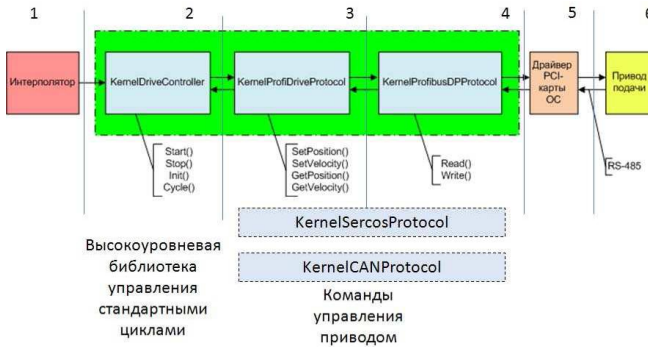 1 2 3 4 5 6
Интерполятор
KernelDriveController
KernelProfiDriveProtocol
KernelProfibusDPProtocol
Драйвер
PCI-
карты
ОС
Привод
подачи
Start()
Stop()
Init()
Cycle()
SetPosition()
SetVelocity()
GetPosition()
GetVelocity()
Read()
Write()
RS-485
KernelSercosProtocol
KernelCANProtocol
Высокоуровневая
библиотека
управления
стандартными
циклами
Команды
управления
приводом